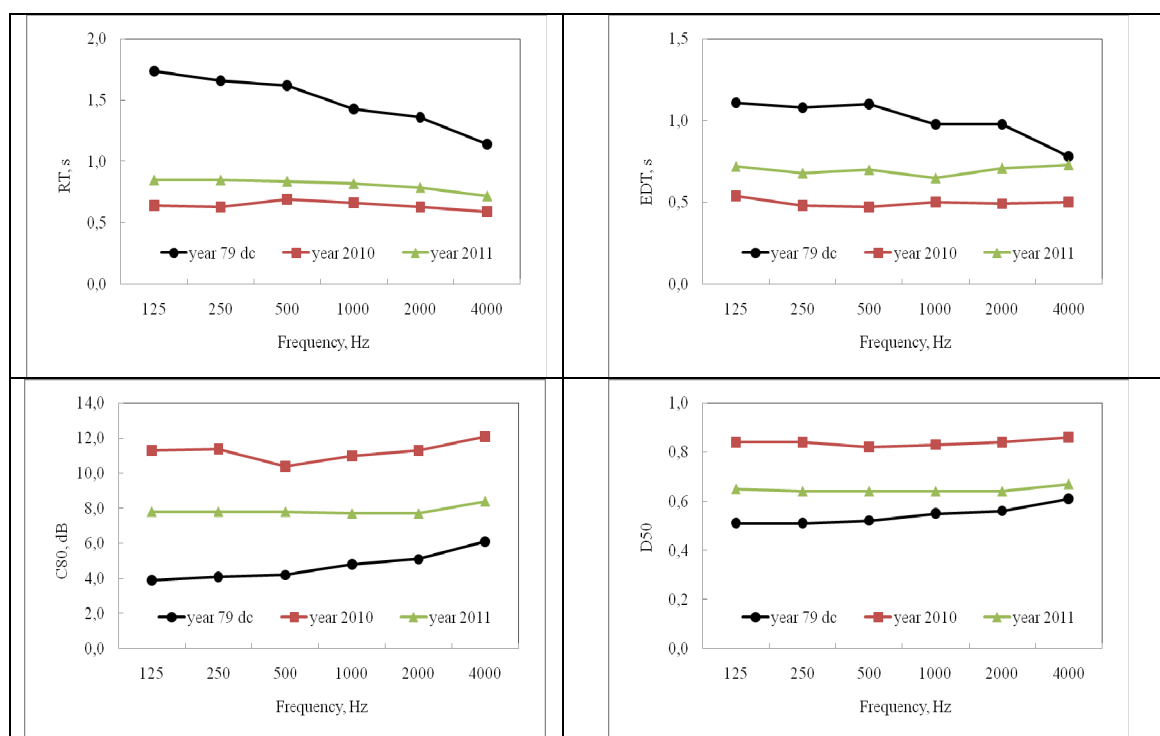 2,0
1,5
1,0
0,5
0,0
RT, s
year 79 dc year 2010 year 2011
125 250 500 1000 2000 4000
Frequency, Hz
1,5
1,0
0,5
0,0
EDT, s
year 79 dc year 2010 year 2011
125 250 500 1000 2000 4000
Frequency, Hz
14,0
12,0
10,0
8,0
6,0
4,0
2,0
0,0
C80, dB
year 79 dc year 2010 year 2011
125 250 500 1000 2000 4000
Frequency, Hz
1,0
0,8
0,6
0,4
0,2
0,0
D50
year 79 dc year 2010 year 2011
125 250 500 1000 2000 4000
Frequency, Hz